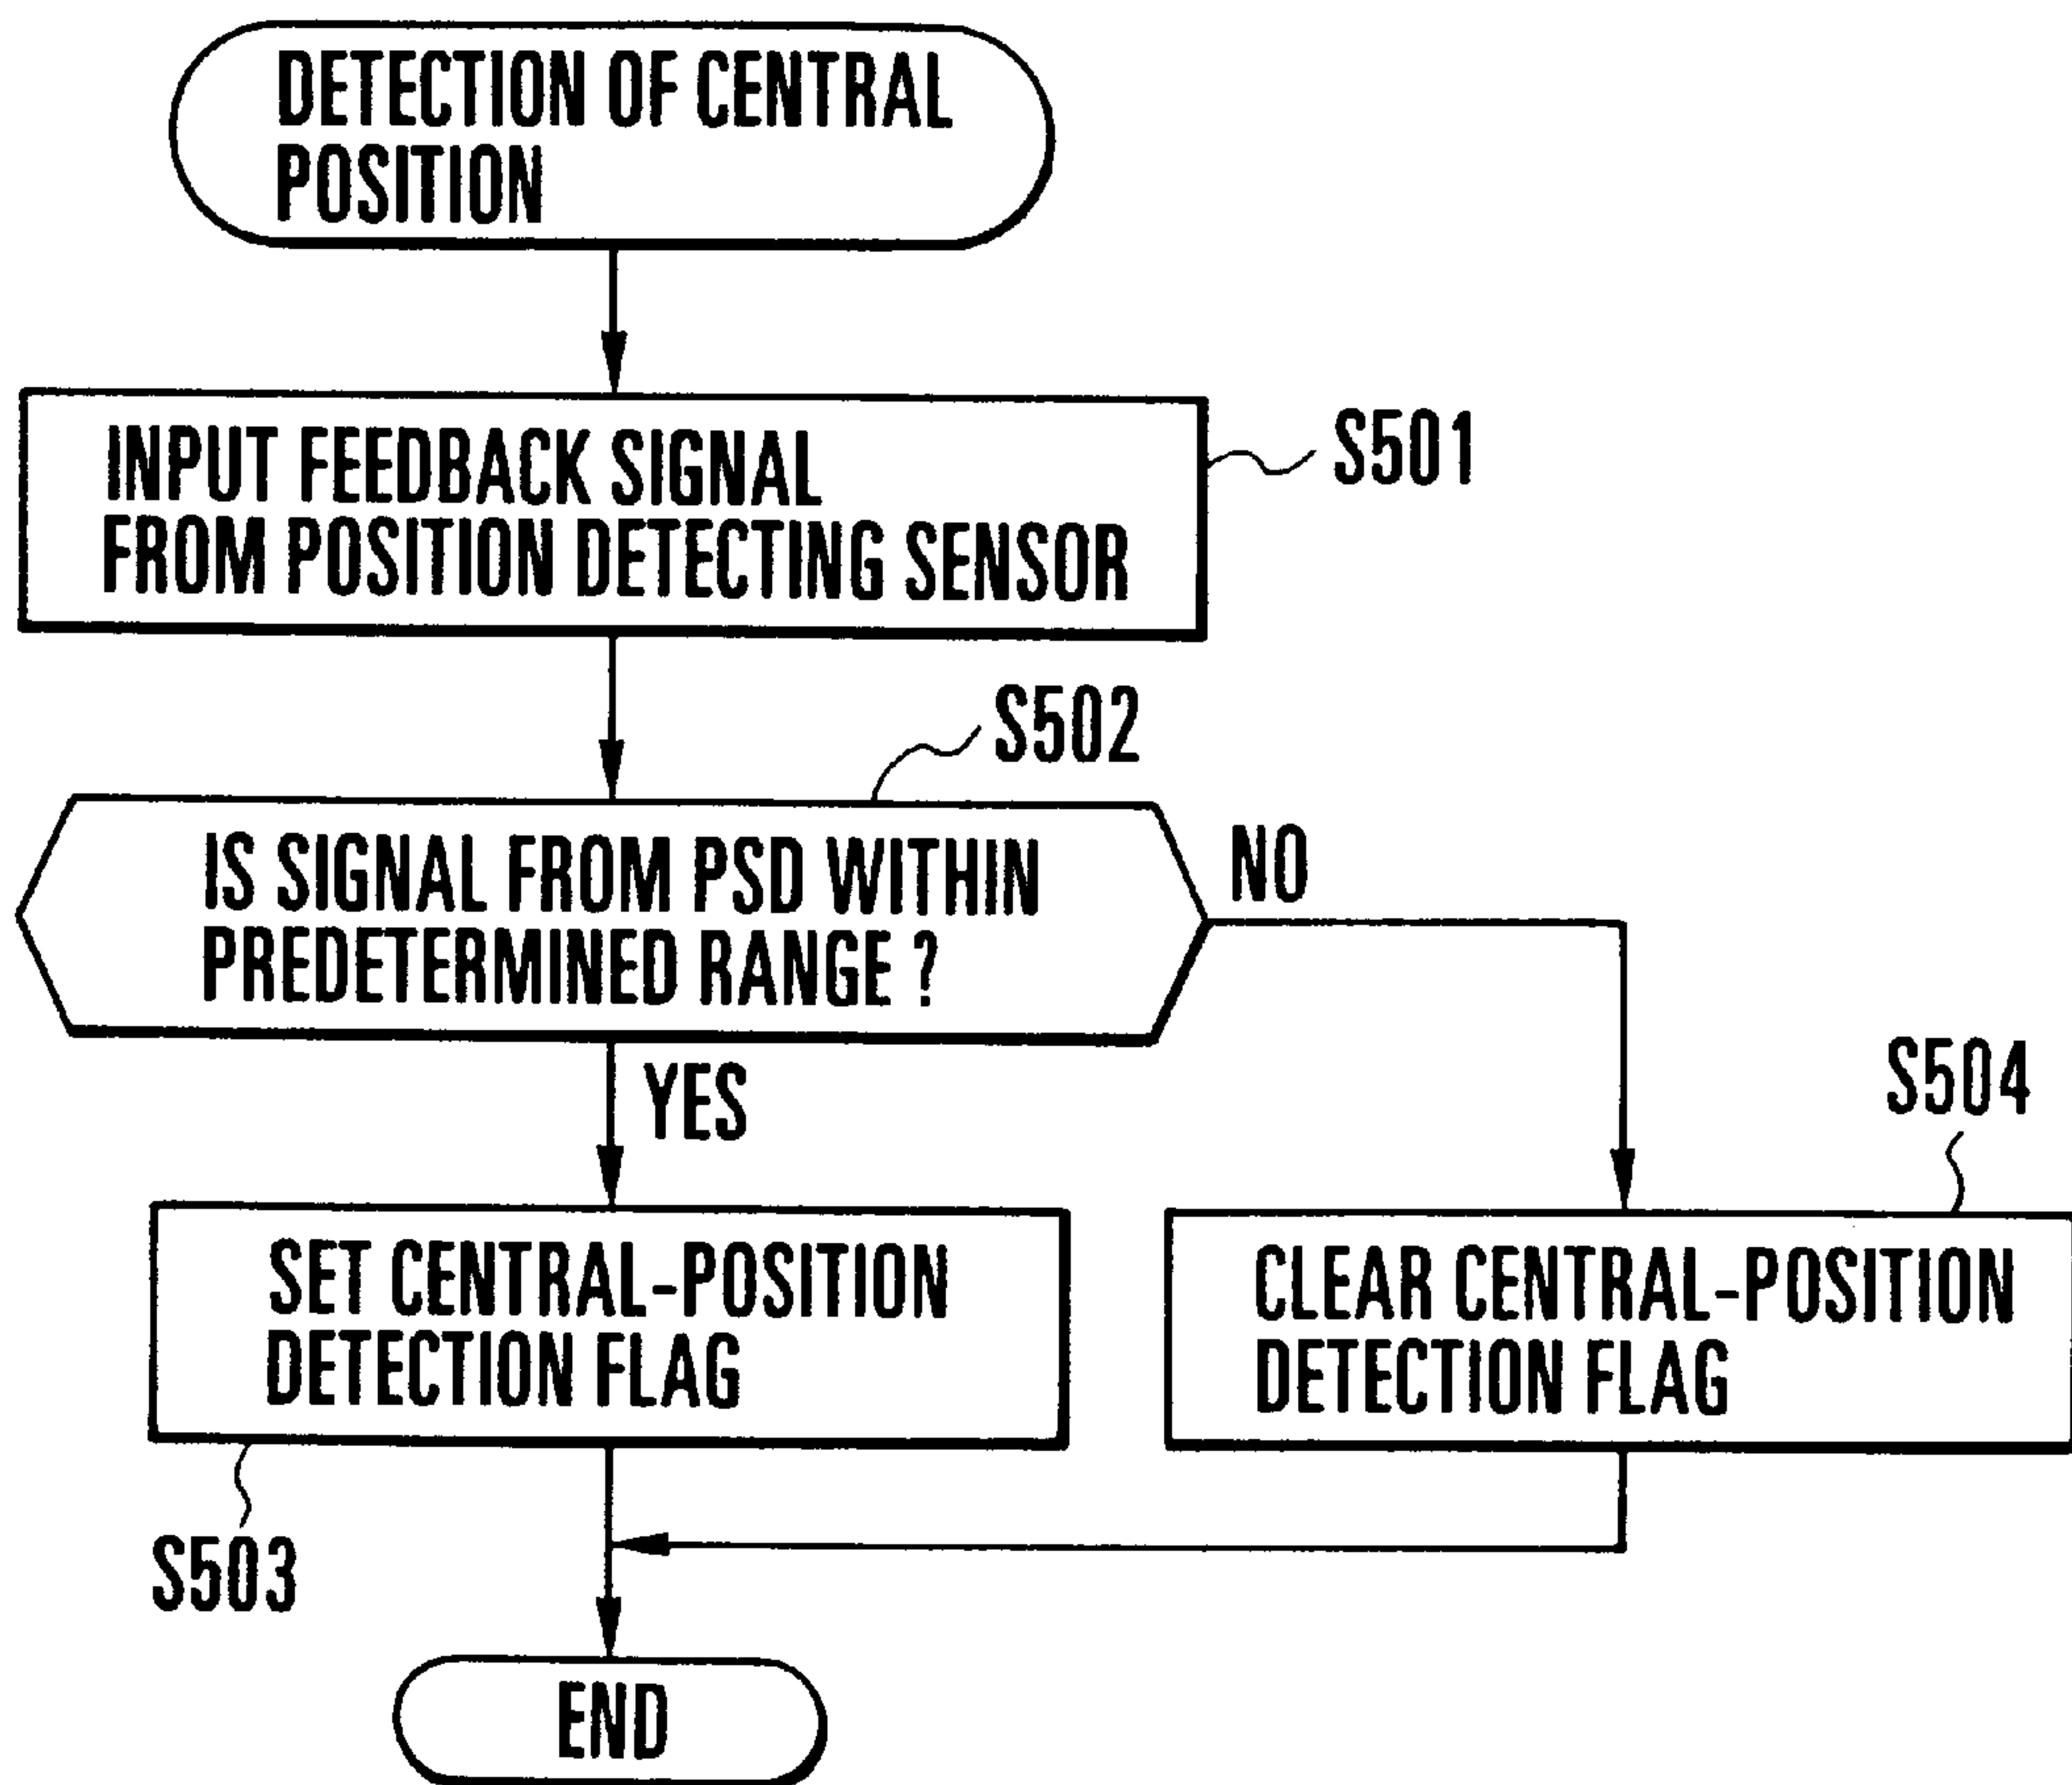 DETECTION OF CENTRAL
POSITION
INPUT FEEDBACK SIGNAL
FROM POSITION DETECTING SENSOR
S501
S502
IS SIGNAL FROM PSD WITHIN
PREDETERMINED RANGE ?
NO
YES
SET CENTRAL-POSITION
DETECTION FLAG
S503
S504
CLEAR CENTRAL-POSITION
DETECTION FLAG
END